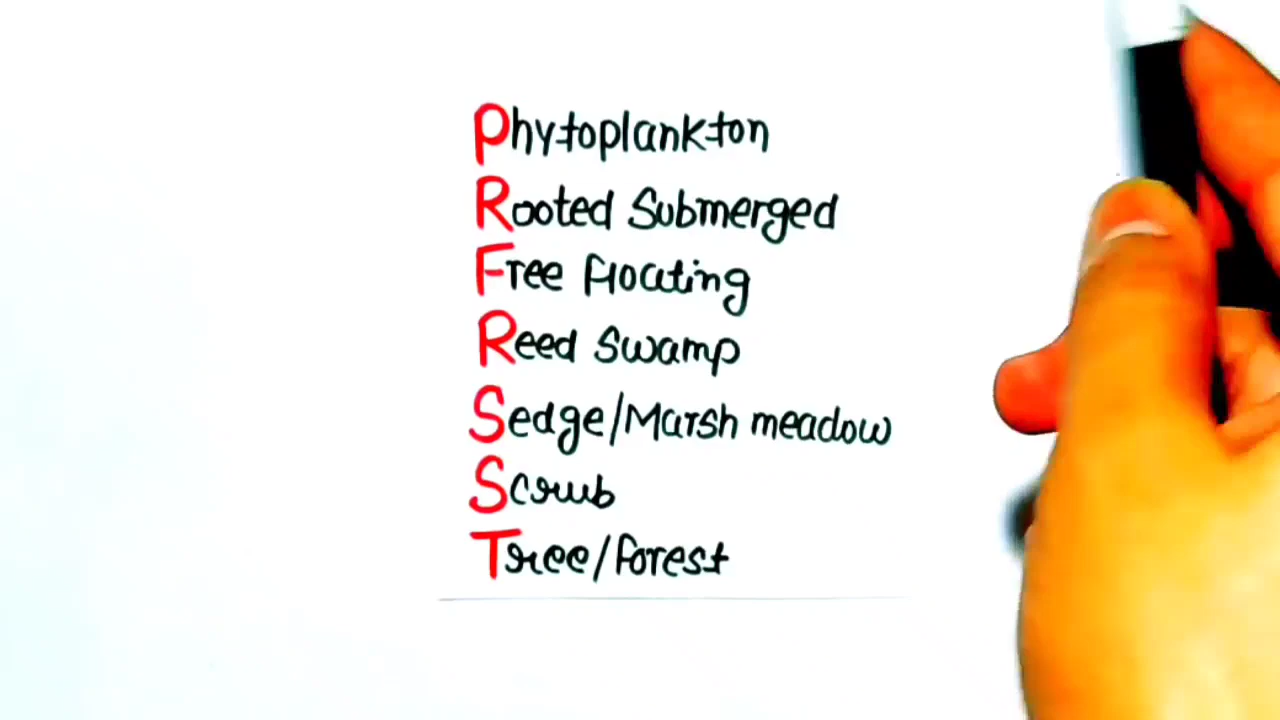 Phytoplankton
Rooted Submerged
Free floating
Reed Swamp
Sedge/Marsh meadow
Scrub
Tree/forest